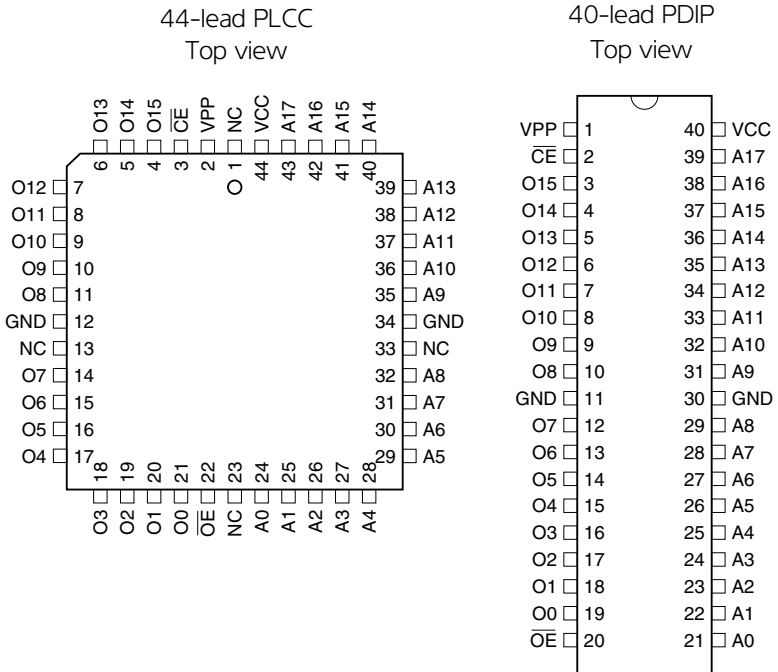 44-lead PLCC
Top view
O13 O14 O15 C̅E̅ VPP NC VCC A17 A16 A15 A14
6 5 4 3 2 1 44 43 42 41 40
O12 7 39 A13
O11 8 38 A12
O10 9 37 A11
O9 10 36 A10
O8 11 35 A9
GND 12 34 GND
NC 13 33 NC
O7 14 32 A8
O6 15 31 A7
O5 16 30 A6
O4 17 29 A5
18 19 20 21 22 23 24 25 26 27 28
O3 O2 O1 O0 O̅E̅ NC A0 A1 A2 A3 A4
40-lead PDIP
Top view
VPP 1 40 VCC
C̅E̅ 2 39 A17
O15 3 38 A16
O14 4 37 A15
O13 5 36 A14
O12 6 35 A13
O11 7 34 A12
O10 8 33 A11
O9 9 32 A10
O8 10 31 A9
GND 11 30 GND
O7 12 29 A8
O6 13 28 A7
O5 14 27 A6
O4 15 26 A5
O3 16 25 A4
O2 17 24 A3
O1 18 23 A2
O0 19 22 A1
O̅E̅ 20 21 A0